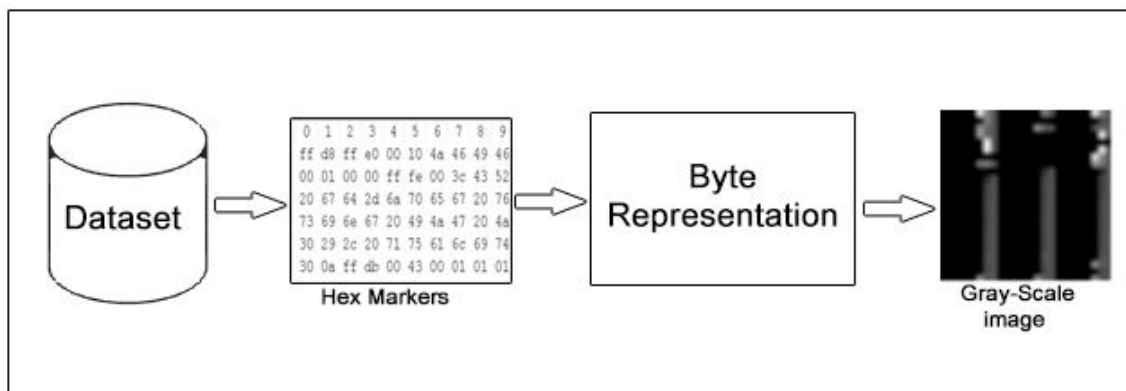 Dataset
0 1 2 3 4 5 6 7 8 9
ff d8 ff e0 00 10 4a 46 49 46
00 01 00 00 ff fe 00 3c 43 52
20 67 64 2d 6a 70 65 67 20 76
73 69 6e 67 20 49 4a 47 20 4a
30 29 2c 20 71 75 61 6c 69 74
30 0a ff db 00 43 00 01 01 01
Hex Markers
Byte
Representation
Gray-Scale
image